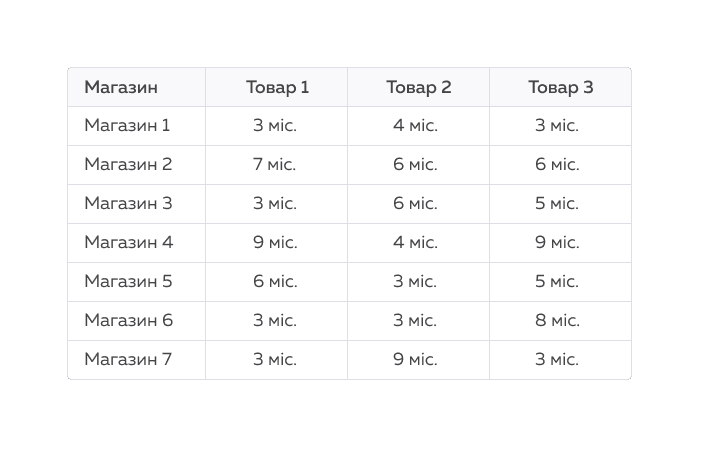 Магазин Товар 1 Товар 2 Товар 3
Магазин 1 3 міс. 4 міс. 3 міс.
Магазин 2 7 міс. 6 міс. 6 міс.
Магазин 3 3 міс. 6 міс. 5 міс.
Магазин 4 9 міс. 4 міс. 9 міс.
Магазин 5 6 міс. 3 міс. 5 міс.
Магазин 6 3 міс. 3 міс. 8 міс.
Магазин 7 3 міс. 9 міс. 3 міс.